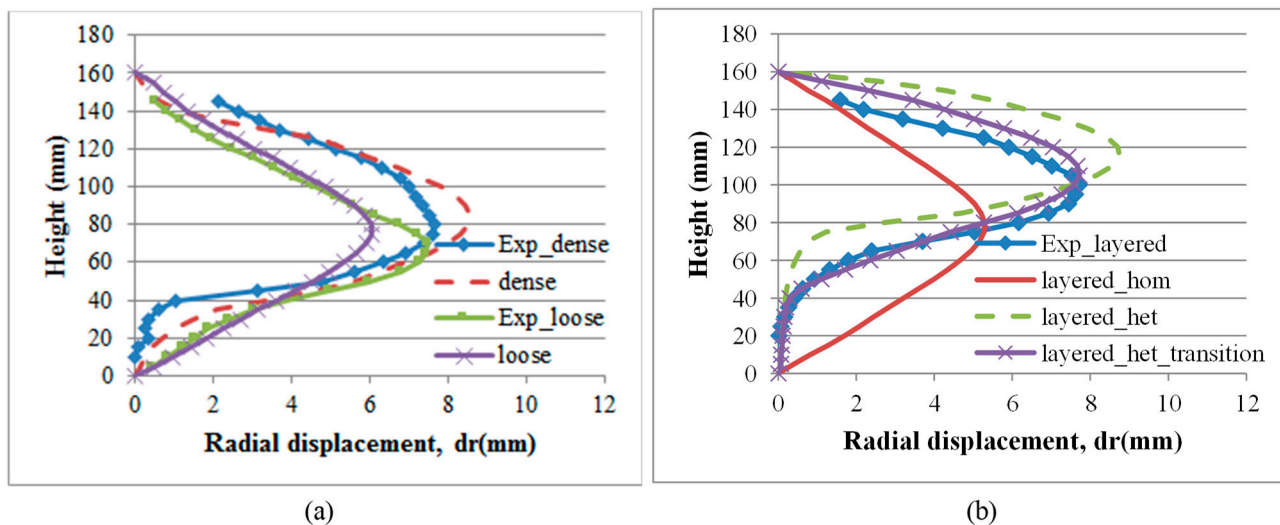 180
160
140
120
100
80
60
40
20
0
Height (mm)
0 2 4 6 8 10 12
Radial displacement, dr(mm)
Exp_dense
dense
Exp_loose
loose
(a)
180
160
140
120
100
80
60
40
20
0
Height (mm)
0 2 4 6 8 10 12
Radial displacement, dr(mm)
Exp_layered
layered_hom
layered_het
layered_het_transition
(b)